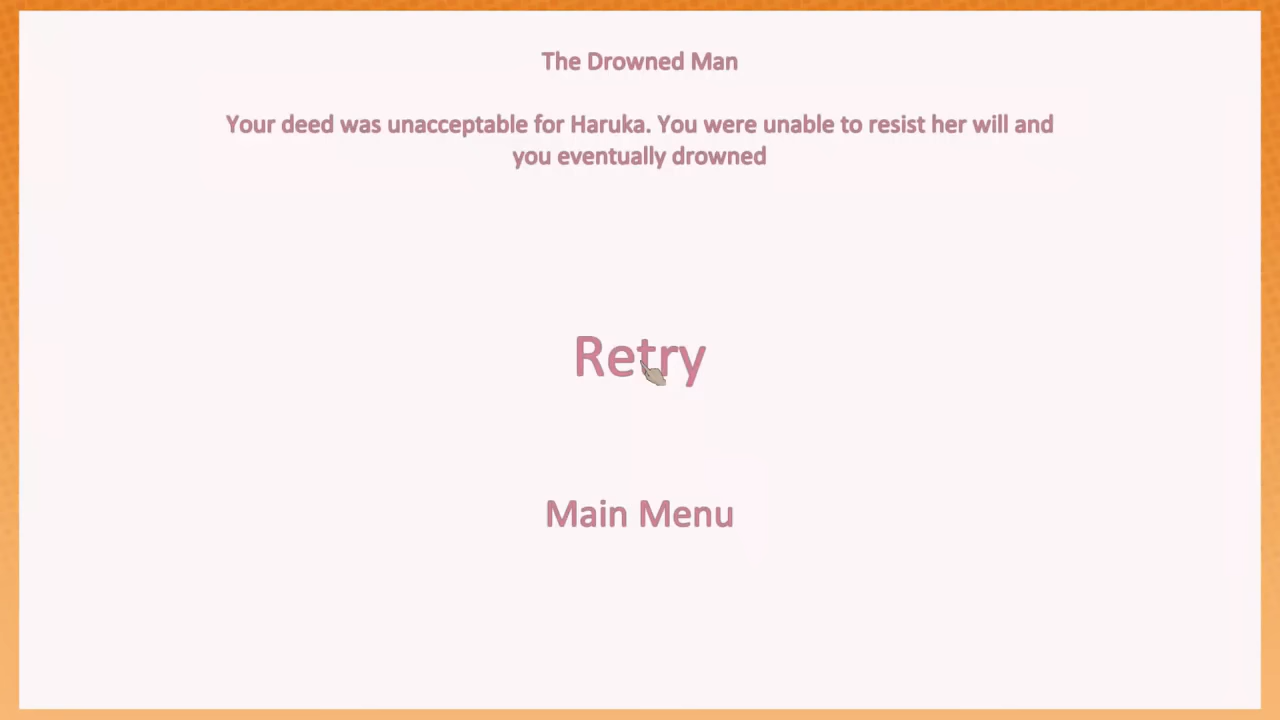 The Drowned Man
Your deed was unacceptable for Haruka. You were unable to resist her will and
you eventually drowned
Retry
Main Menu